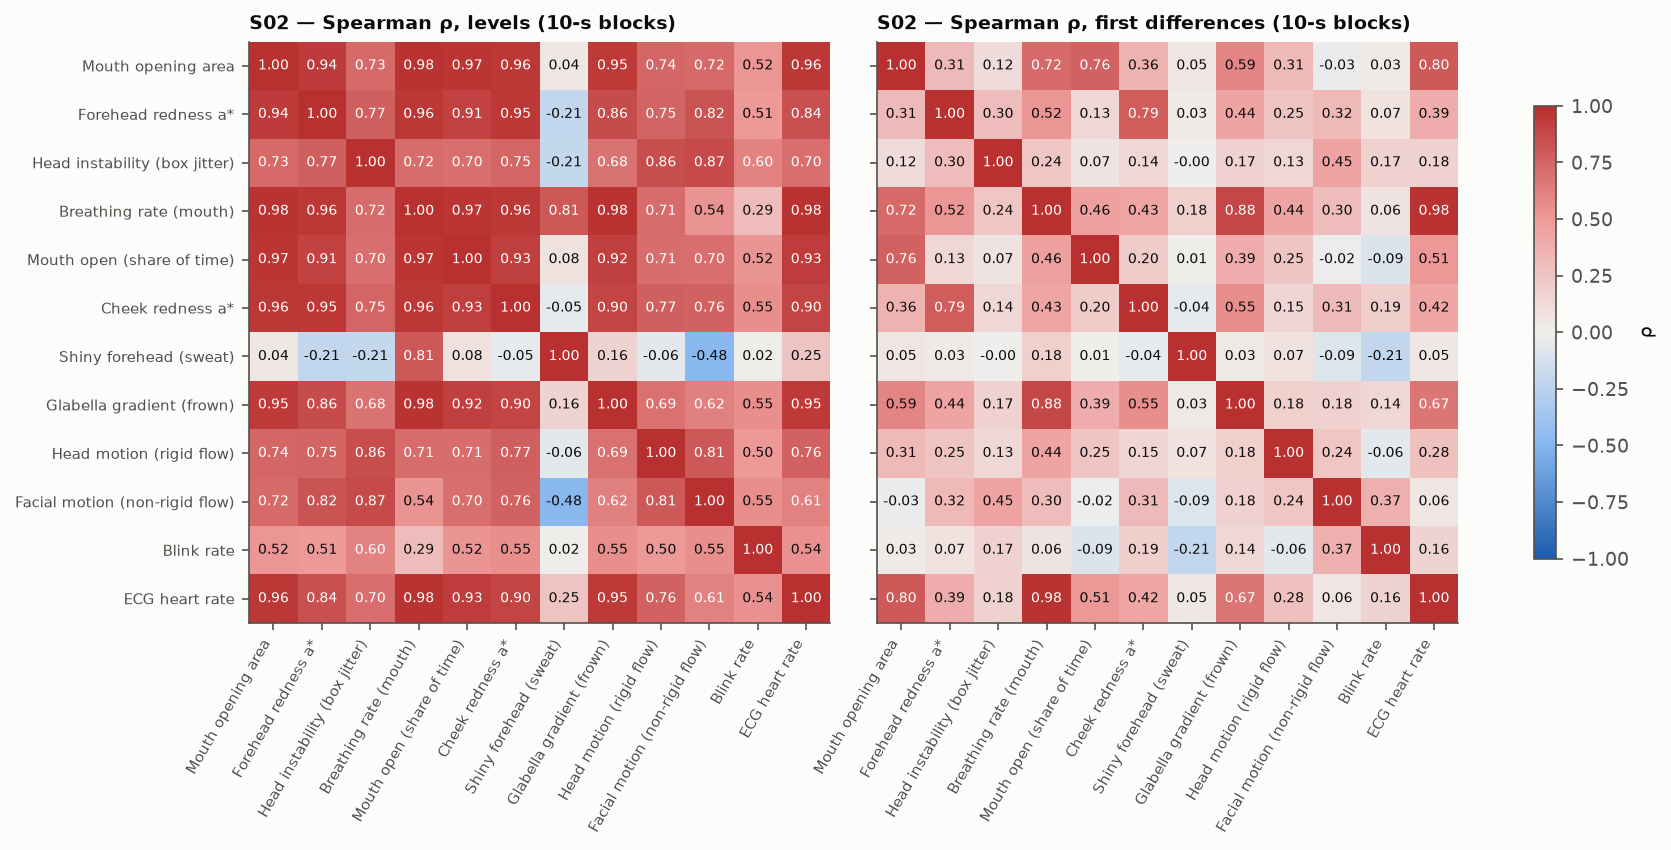 S02 — Spearman ρ, levels (10-s blocks)
S02 — Spearman ρ, first differences (10-s blocks)
Mouth opening area 1.00 0.94 0.73 0.98 0.97 0.96 0.04 0.95 0.74 0.72 0.52 0.96 1.00 0.31 0.12 0.72 0.76 0.36 0.05 0.59 0.31 -0.03 0.03 0.80
Forehead redness a* 0.94 1.00 0.77 0.96 0.91 0.95 -0.21 0.86 0.75 0.82 0.51 0.84 0.31 1.00 0.30 0.52 0.13 0.79 0.03 0.44 0.25 0.32 0.07 0.39
Head instability (box jitter) 0.73 0.77 1.00 0.72 0.70 0.75 -0.21 0.68 0.86 0.87 0.60 0.70 0.12 0.30 1.00 0.24 0.07 0.14 -0.00 0.17 0.13 0.45 0.17 0.18
Breathing rate (mouth) 0.98 0.96 0.72 1.00 0.97 0.96 0.81 0.98 0.71 0.54 0.29 0.98 0.72 0.52 0.24 1.00 0.46 0.43 0.18 0.88 0.44 0.30 0.06 0.98
Mouth open (share of time) 0.97 0.91 0.70 0.97 1.00 0.93 0.08 0.92 0.71 0.70 0.52 0.93 0.76 0.13 0.07 0.46 1.00 0.20 0.01 0.39 0.25 -0.02 -0.09 0.51
Cheek redness a* 0.96 0.95 0.75 0.96 0.93 1.00 -0.05 0.90 0.77 0.76 0.55 0.90 0.36 0.79 0.14 0.43 0.20 1.00 -0.04 0.55 0.15 0.31 0.19 0.42
Shiny forehead (sweat) 0.04 -0.21 -0.21 0.81 0.08 -0.05 1.00 0.16 -0.06 -0.48 0.02 0.25 0.05 0.03 -0.00 0.18 0.01 -0.04 1.00 0.03 0.07 -0.09 -0.21 0.05
Glabella gradient (frown) 0.95 0.86 0.68 0.98 0.92 0.90 0.16 1.00 0.69 0.62 0.55 0.95 0.59 0.44 0.17 0.88 0.39 0.55 0.03 1.00 0.18 0.18 0.14 0.67
Head motion (rigid flow) 0.74 0.75 0.86 0.71 0.71 0.77 -0.06 0.69 1.00 0.81 0.50 0.76 0.31 0.25 0.13 0.44 0.25 0.15 0.07 0.18 1.00 0.24 -0.06 0.28
Facial motion (non-rigid flow) 0.72 0.82 0.87 0.54 0.70 0.76 -0.48 0.62 0.81 1.00 0.55 0.61 -0.03 0.32 0.45 0.30 -0.02 0.31 -0.09 0.18 0.24 1.00 0.37 0.06
Blink rate 0.52 0.51 0.60 0.29 0.52 0.55 0.02 0.55 0.50 0.55 1.00 0.54 0.03 0.07 0.17 0.06 -0.09 0.19 -0.21 0.14 -0.06 0.37 1.00 0.16
ECG heart rate 0.96 0.84 0.70 0.98 0.93 0.90 0.25 0.95 0.76 0.61 0.54 1.00 0.80 0.39 0.18 0.98 0.51 0.42 0.05 0.67 0.28 0.06 0.16 1.00
Mouth opening area
Forehead redness a*
Head instability (box jitter)
Breathing rate (mouth)
Mouth open (share of time)
Cheek redness a*
Shiny forehead (sweat)
Glabella gradient (frown)
Head motion (rigid flow)
Facial motion (non-rigid flow)
Blink rate
ECG heart rate
Mouth opening area
Forehead redness a*
Head instability (box jitter)
Breathing rate (mouth)
Mouth open (share of time)
Cheek redness a*
Shiny forehead (sweat)
Glabella gradient (frown)
Head motion (rigid flow)
Facial motion (non-rigid flow)
Blink rate
ECG heart rate
1.00
0.75
0.50
0.25
0.00
−0.25
−0.50
−0.75
−1.00
ρ